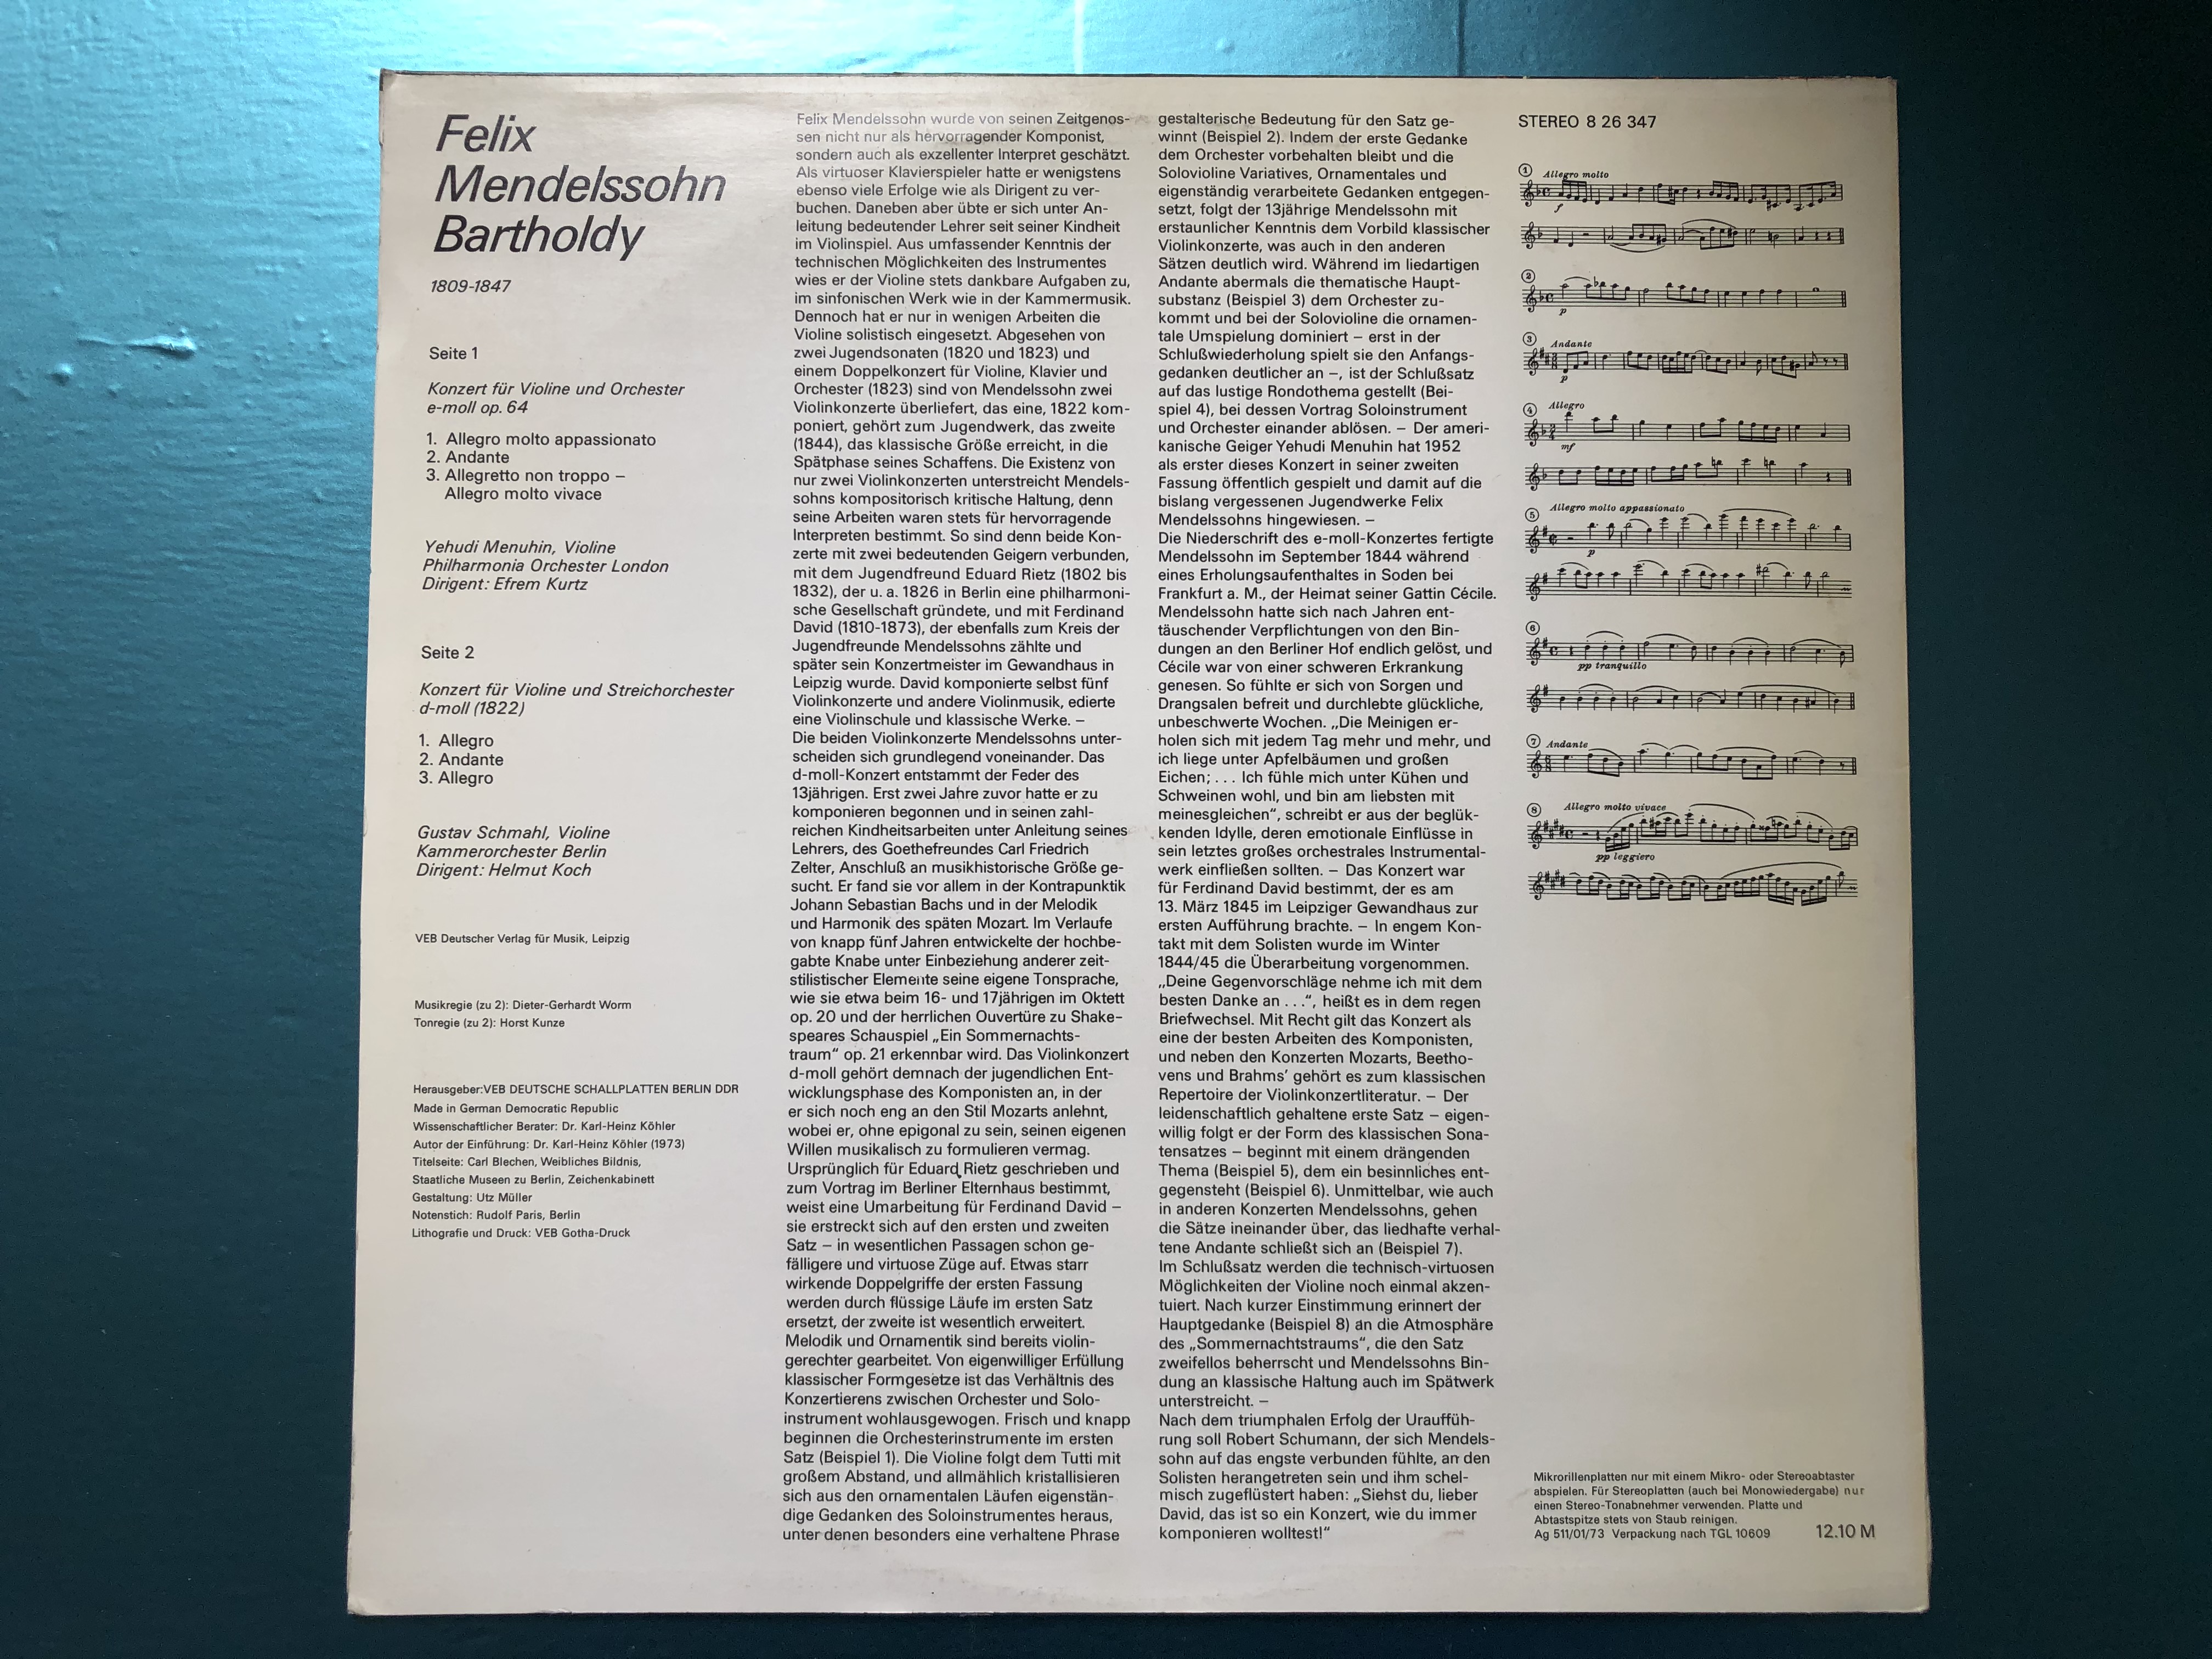 Felix
Mendelssohn
Bartholdy
1809-1847
Seite 1
Konzert für Violine und Orchester
e-moll op. 64
1. Allegro molto appassionato
2. Andante
3. Allegretto non troppo –
Allegro molto vivace
Yehudi Menuhin, Violine
Philharmonia Orchester London
Dirigent: Efrem Kurtz
Seite 2
Konzert für Violine und Streichorchester
d-moll (1822)
1. Allegro
2. Andante
3. Allegro
Gustav Schmahl, Violine
Kammerorchester Berlin
Dirigent: Helmut Koch
VEB Deutscher Verlag für Musik, Leipzig
Musikregie (zu 2): Dieter-Gerhardt Worm
Tonregie (zu 2): Horst Kunze
Herausgeber:VEB DEUTSCHE SCHALLPLATTEN BERLIN DDR
Made in German Democratic Republic
Wissenschaftlicher Berater: Dr. Karl-Heinz Köhler
Autor der Einführung: Dr. Karl-Heinz Köhler (1973)
Titelseite: Carl Blechen, Weibliches Bildnis,
Staatliche Museen zu Berlin, Zeichenkabinett
Gestaltung: Utz Müller
Notenstich: Rudolf Paris, Berlin
Lithografie und Druck: VEB Gotha-Druck
Felix Mendelssohn wurde von seinen Zeitgenos-
sen nicht nur als hervorragender Komponist,
sondern auch als exzellenter Interpret geschätzt.
Als virtuoser Klavierspieler hatte er wenigstens
ebenso viele Erfolge wie als Dirigent zu ver-
buchen. Daneben aber übte er sich unter An-
leitung bedeutender Lehrer seit seiner Kindheit
im Violinspiel. Aus umfassender Kenntnis der
technischen Möglichkeiten des Instrumentes
wies er der Violine stets dankbare Aufgaben zu,
im sinfonischen Werk wie in der Kammermusik.
Dennoch hat er nur in wenigen Arbeiten die
Violine solistisch eingesetzt. Abgesehen von
zwei Jugendsonaten (1820 und 1823) und
einem Doppelkonzert für Violine, Klavier und
Orchester (1823) sind von Mendelssohn zwei
Violinkonzerte überliefert, das eine, 1822 kom-
poniert, gehört zum Jugendwerk, das zweite
(1844), das klassische Größe erreicht, in die
Spätphase seines Schaffens. Die Existenz von
nur zwei Violinkonzerten unterstreicht Mendels-
sohns kompositorisch kritische Haltung, denn
seine Arbeiten waren stets für hervorragende
Interpreten bestimmt. So sind denn beide Kon-
zerte mit zwei bedeutenden Geigern verbunden,
mit dem Jugendfreund Eduard Rietz (1802 bis
1832), der u. a. 1826 in Berlin eine philharmoni-
sche Gesellschaft gründete, und mit Ferdinand
David (1810-1873), der ebenfalls zum Kreis der
Jugendfreunde Mendelssohns zählte und
später sein Konzertmeister im Gewandhaus in
Leipzig wurde. David komponierte selbst fünf
Violinkonzerte und andere Violinmusik, edierte
eine Violinschule und klassische Werke. –
Die beiden Violinkonzerte Mendelssohns unter-
scheiden sich grundlegend voneinander. Das
d-moll-Konzert entstammt der Feder des
13jährigen. Erst zwei Jahre zuvor hatte er zu
komponieren begonnen und in seinen zahl-
reichen Kindheitsarbeiten unter Anleitung seines
Lehrers, des Goethefreundes Carl Friedrich
Zelter, Anschluß an musikhistorische Größe ge-
sucht. Er fand sie vor allem in der Kontrapunktik
Johann Sebastian Bachs und in der Melodik
und Harmonik des späten Mozart. Im Verlaufe
von knapp fünf Jahren entwickelte der hochbe-
gabte Knabe unter Einbeziehung anderer zeit-
stilistischer Elemente seine eigene Tonsprache,
wie sie etwa beim 16- und 17jährigen im Oktett
op. 20 und der herrlichen Ouvertüre zu Shake-
speares Schauspiel „Ein Sommernachts-
traum“ op. 21 erkennbar wird. Das Violinkonzert
d-moll gehört demnach der jugendlichen Ent-
wicklungsphase des Komponisten an, in der
er sich noch eng an den Stil Mozarts anlehnt,
wobei er, ohne epigonal zu sein, seinen eigenen
Willen musikalisch zu formulieren vermag.
Ursprünglich für Eduard Rietz geschrieben und
zum Vortrag im Berliner Elternhaus bestimmt,
weist eine Umarbeitung für Ferdinand David –
sie erstreckt sich auf den ersten und zweiten
Satz – in wesentlichen Passagen schon ge-
fälligere und virtuose Züge auf. Etwas starr
wirkende Doppelgriffe der ersten Fassung
werden durch flüssige Läufe im ersten Satz
ersetzt, der zweite ist wesentlich erweitert.
Melodik und Ornamentik sind bereits violin-
gerechter gearbeitet. Von eigenwilliger Erfüllung
klassischer Formgesetze ist das Verhältnis des
Konzertierens zwischen Orchester und Solo-
instrument wohlausgewogen. Frisch und knapp
beginnen die Orchesterinstrumente im ersten
Satz (Beispiel 1). Die Violine folgt dem Tutti mit
großem Abstand, und allmählich kristallisieren
sich aus den ornamentalen Läufen eigenstän-
dige Gedanken des Soloinstrumentes heraus,
unter denen besonders eine verhaltene Phrase
gestalterische Bedeutung für den Satz ge-
winnt (Beispiel 2). Indem der erste Gedanke
dem Orchester vorbehalten bleibt und die
Solovioline Variatives, Ornamentales und
eigenständig verarbeitete Gedanken entgegen-
setzt, folgt der 13jährige Mendelssohn mit
erstaunlicher Kenntnis dem Vorbild klassischer
Violinkonzerte, was auch in den anderen
Sätzen deutlich wird. Während im liedartigen
Andante abermals die thematische Haupt-
substanz (Beispiel 3) dem Orchester zu-
kommt und bei der Solovioline die ornamen-
tale Umspielung dominiert – erst in der
Schlußwiederholung spielt sie den Anfangs-
gedanken deutlicher an –, ist der Schlußsatz
auf das lustige Rondothema gestellt (Bei-
spiel 4), bei dessen Vortrag Soloinstrument
und Orchester einander ablösen. – Der ameri-
kanische Geiger Yehudi Menuhin hat 1952
als erster dieses Konzert in seiner zweiten
Fassung öffentlich gespielt und damit auf die
bislang vergessenen Jugendwerke Felix
Mendelssohns hingewiesen. –
Die Niederschrift des e-moll-Konzertes fertigte
Mendelssohn im September 1844 während
eines Erholungsaufenthaltes in Soden bei
Frankfurt a. M., der Heimat seiner Gattin Cécile.
Mendelssohn hatte sich nach Jahren ent-
täuschender Verpflichtungen von den Bin-
dungen an den Berliner Hof endlich gelöst, und
Cécile war von einer schweren Erkrankung
genesen. So fühlte er sich von Sorgen und
Drangsalen befreit und durchlebte glückliche,
unbeschwerte Wochen. „Die Meinigen er-
holen sich mit jedem Tag mehr und mehr, und
ich liege unter Apfelbäumen und großen
Eichen; . . . Ich fühle mich unter Kühen und
Schweinen wohl, und bin am liebsten mit
meinesgleichen“, schreibt er aus der beglük-
kenden Idylle, deren emotionale Einflüsse in
sein letztes großes orchestrales Instrumental-
werk einfließen sollten. – Das Konzert war
für Ferdinand David bestimmt, der es am
13. März 1845 im Leipziger Gewandhaus zur
ersten Aufführung brachte. – In engem Kon-
takt mit dem Solisten wurde im Winter
1844/45 die Überarbeitung vorgenommen.
„Deine Gegenvorschläge nehme ich mit dem
besten Danke an . . .“, heißt es in dem regen
Briefwechsel. Mit Recht gilt das Konzert als
eine der besten Arbeiten des Komponisten,
und neben den Konzerten Mozarts, Beetho-
vens und Brahms’ gehört es zum klassischen
Repertoire der Violinkonzertliteratur. – Der
leidenschaftlich gehaltene erste Satz – eigen-
willig folgt er der Form des klassischen Sona-
tensatzes – beginnt mit einem drängenden
Thema (Beispiel 5), dem ein besinnliches ent-
gegensteht (Beispiel 6). Unmittelbar, wie auch
in anderen Konzerten Mendelssohns, gehen
die Sätze ineinander über, das liedhafte verhal-
tene Andante schließt sich an (Beispiel 7).
Im Schlußsatz werden die technisch-virtuosen
Möglichkeiten der Violine noch einmal akzen-
tuiert. Nach kurzer Einstimmung erinnert der
Hauptgedanke (Beispiel 8) an die Atmosphäre
des „Sommernachtstraums“, die den Satz
zweifellos beherrscht und Mendelssohns Bin-
dung an klassische Haltung auch im Spätwerk
unterstreicht. –
Nach dem triumphalen Erfolg der Urauffüh-
rung soll Robert Schumann, der sich Mendels-
sohn auf das engste verbunden fühlte, an den
Solisten herangetreten sein und ihm schel-
misch zugeflüstert haben: „Siehst du, lieber
David, das ist so ein Konzert, wie du immer
komponieren wolltest!“
STEREO 8 26 347
1 Allegro molto
f
2
p
3 Andante
p
4 Allegro
mf
5 Allegro molto appassionato
p
6
pp tranquillo
7 Andante
8 Allegro molto vivace
pp leggiero
Mikrorillenplatten nur mit einem Mikro- oder Stereoabtaster
abspielen. Für Stereoplatten (auch bei Monowiedergabe) nur
einen Stereo-Tonabnehmer verwenden. Platte und
Abtastspitze stets von Staub reinigen.
Ag 511/01/73 Verpackung nach TGL 10609
12.10 M